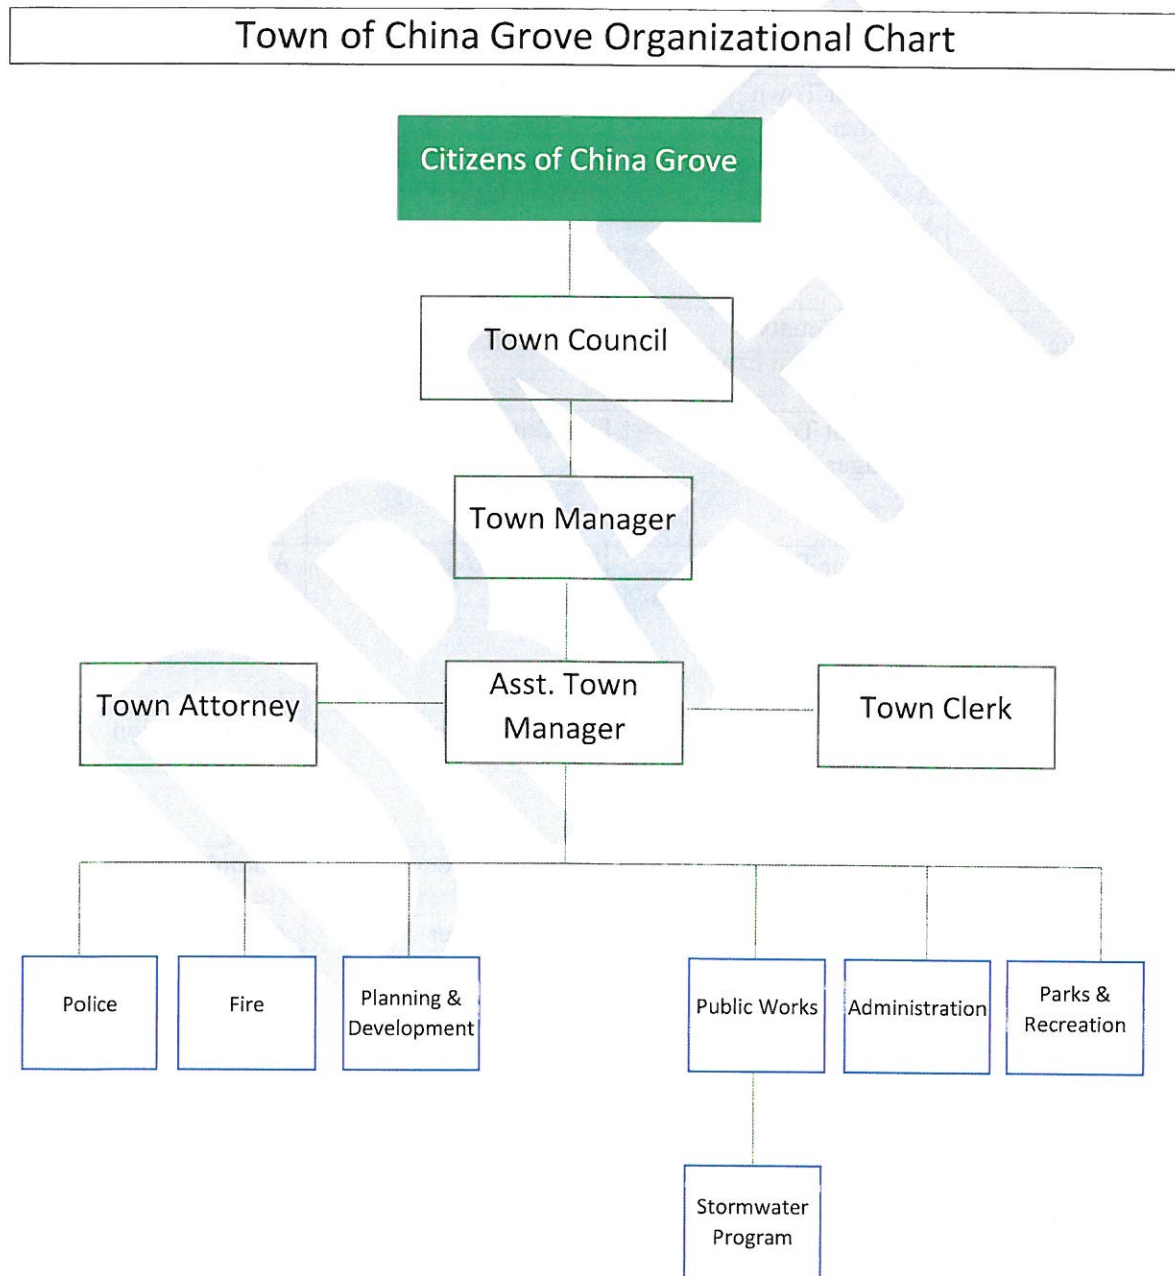 Town of China Grove Organizational Chart
Citizens of China Grove
Town Council
Town Manager
Town Attorney
Asst. Town
Manager
Town Clerk
Police
Fire
Planning &
Development
Public Works
Administration
Parks &
Recreation
Stormwater
Program
DRAFT